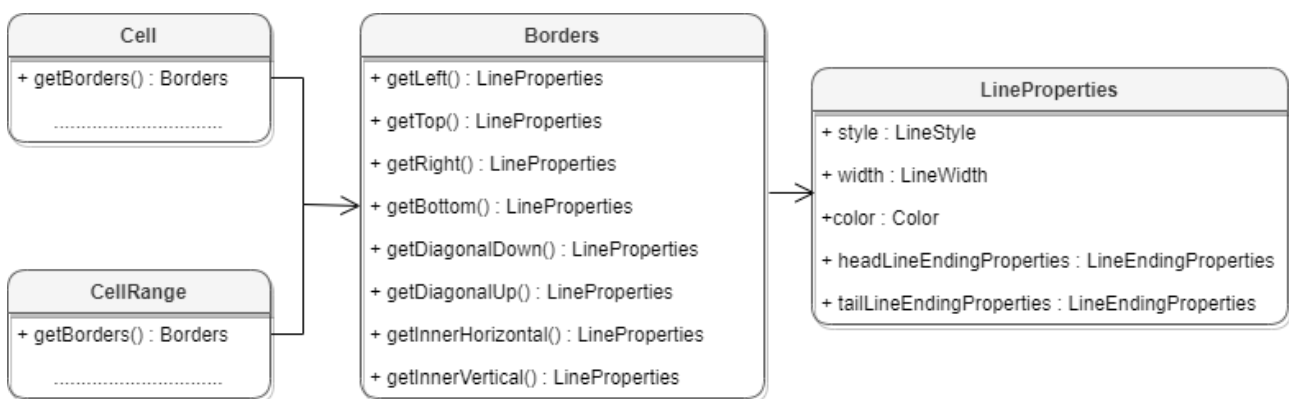 Cell
+ getBorders() : Borders
..............................
CellRange
+ getBorders() : Borders
..............................
Borders
+ getLeft() : LineProperties
+ getTop() : LineProperties
+ getRight() : LineProperties
+ getBottom() : LineProperties
+ getDiagonalDown() : LineProperties
+ getDiagonalUp() : LineProperties
+ getInnerHorizontal() : LineProperties
+ getInnerVertical() : LineProperties
LineProperties
+ style : LineStyle
+ width : LineWidth
+color : Color
+ headLineEndingProperties : LineEndingProperties
+ tailLineEndingProperties : LineEndingProperties